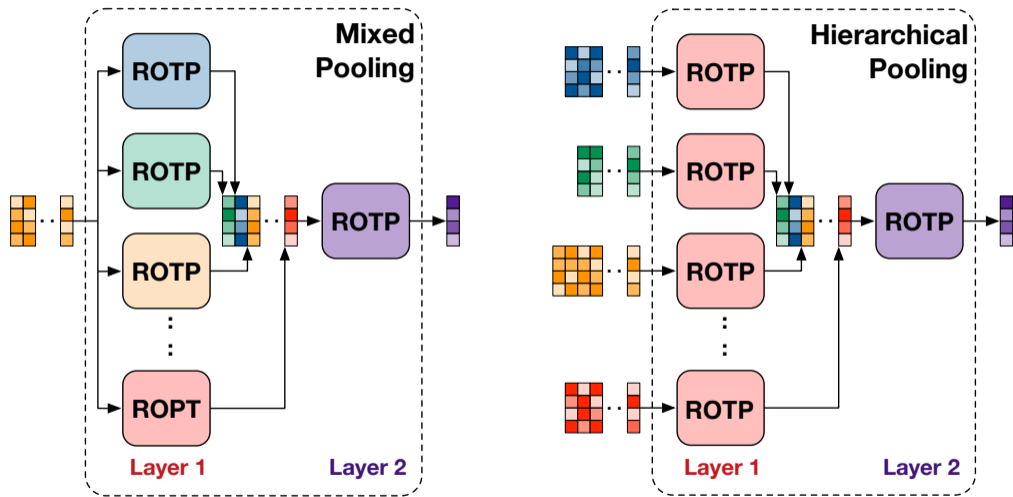 Mixed
Pooling
ROTP
ROTP
ROTP
ROTP
ROPT
Layer 1
Layer 2
Hierarchical
Pooling
ROTP
ROTP
ROTP
ROTP
ROTP
Layer 1
Layer 2